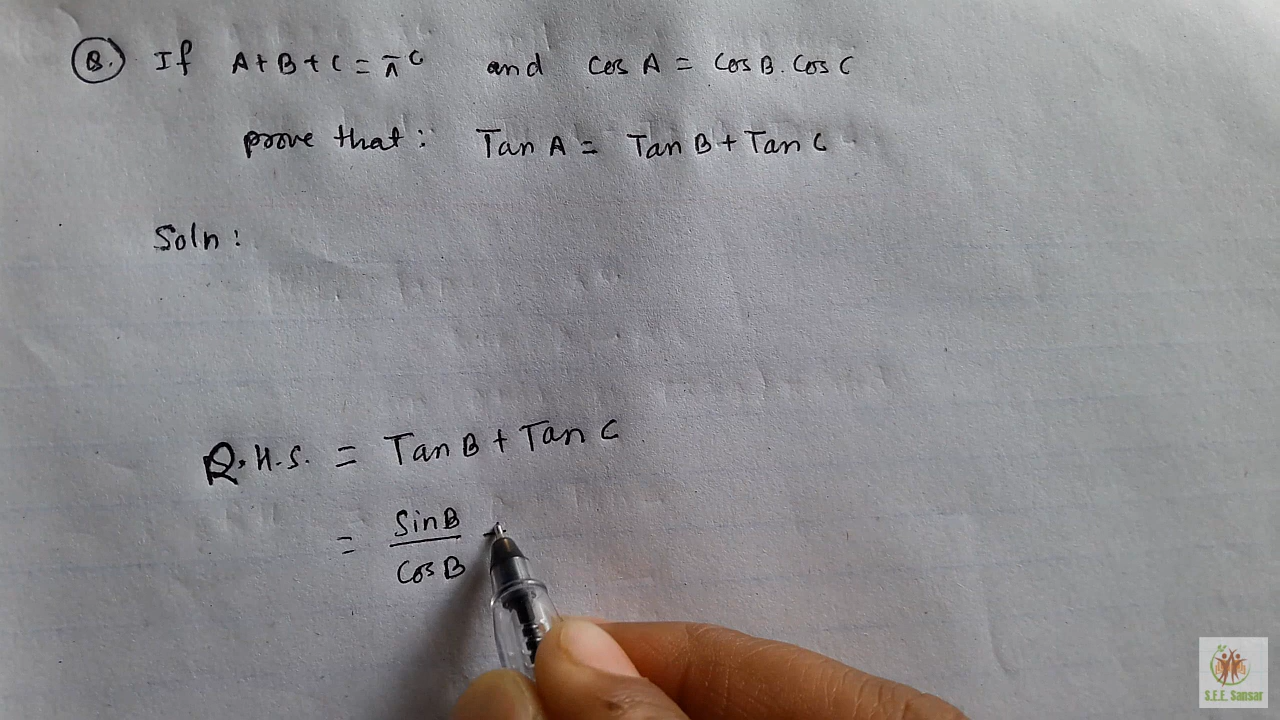 Q. If A+B+C = π^c and Cos A = Cos B. Cos C
prove that: Tan A = Tan B + Tan C
Soln:
R.H.S. = Tan B + Tan C
= Sin B / Cos B +
S.E.E. Sansar